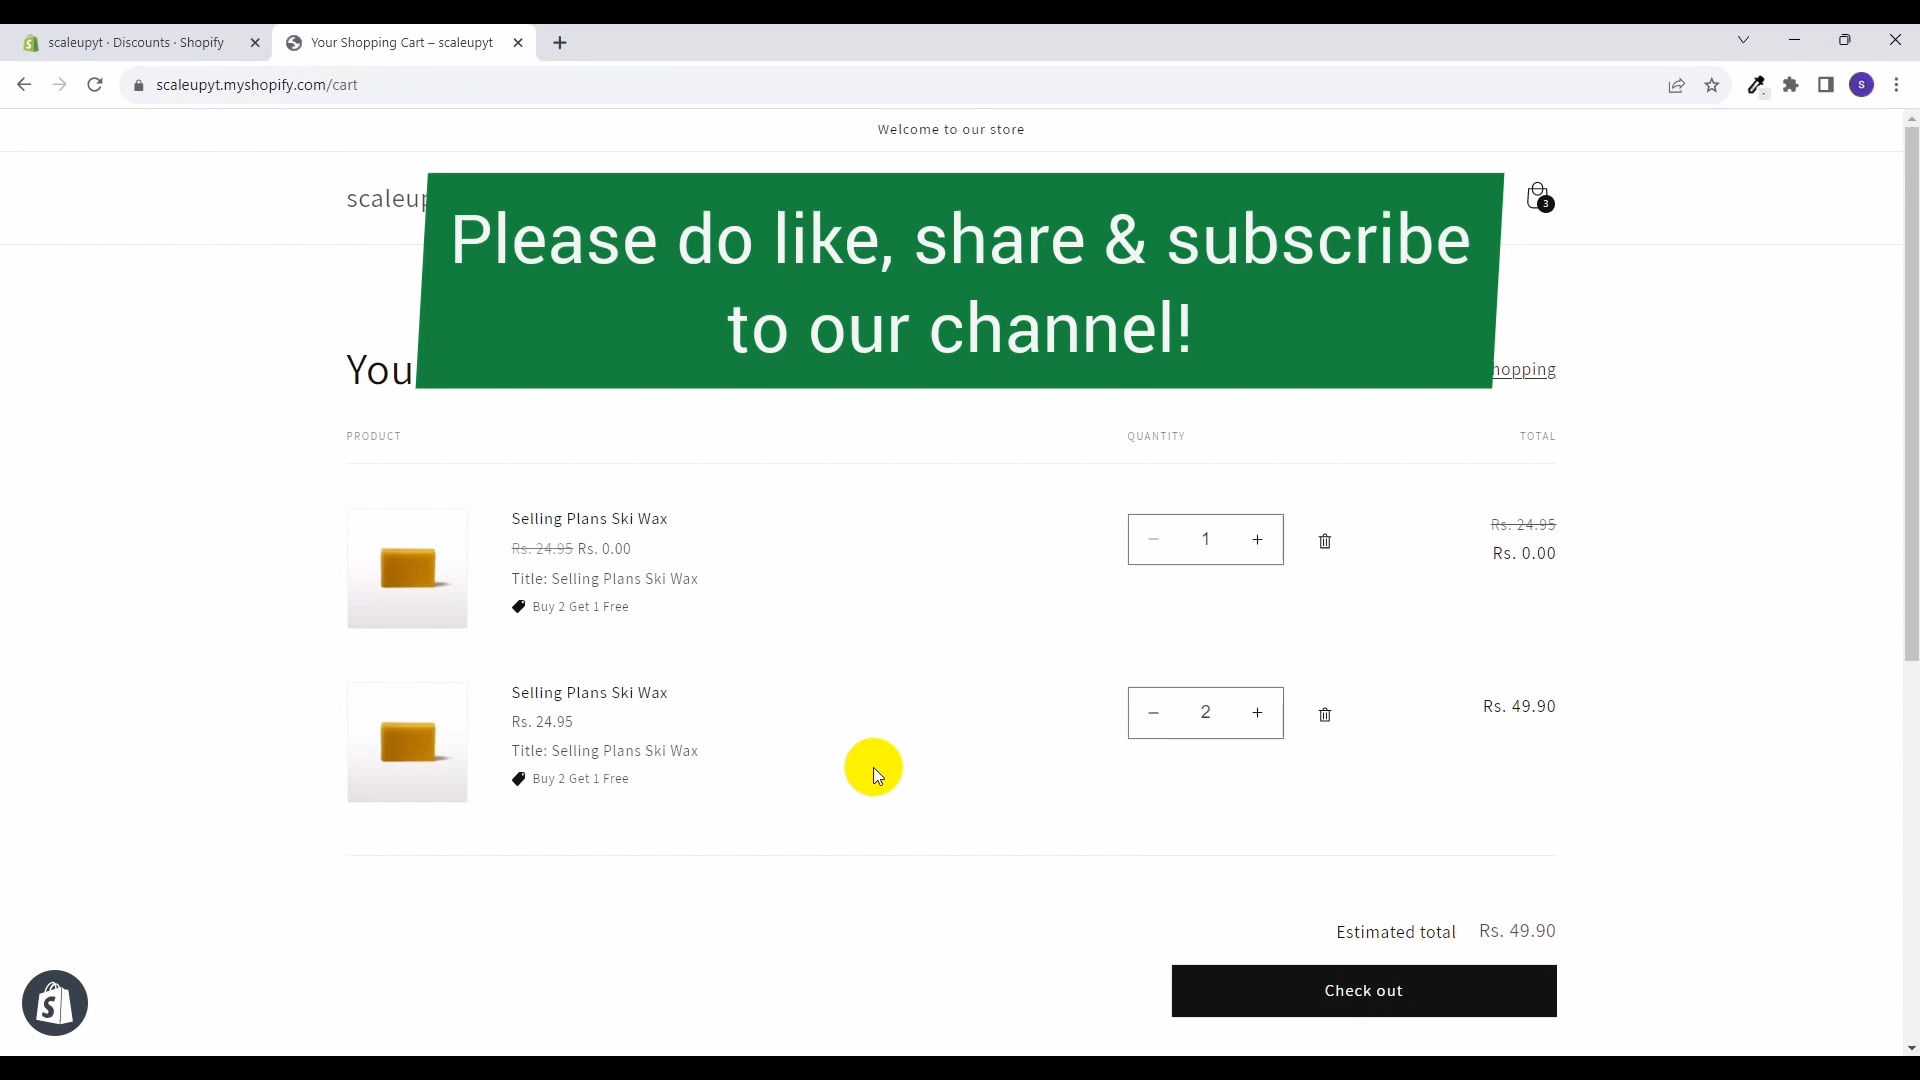 scaleupyt · Discounts · Shopify
Your Shopping Cart – scaleupyt
scaleupyt.myshopify.com/cart
S
Welcome to our store
scaleup
3
Please do like, share & subscribe
to our channel!
You
hopping
PRODUCT QUANTITY TOTAL
Selling Plans Ski Wax
Rs. 24.95 Rs. 0.00
Title: Selling Plans Ski Wax
Buy 2 Get 1 Free
− 1 +
Rs. 24.95
Rs. 0.00
Selling Plans Ski Wax
Rs. 24.95
Title: Selling Plans Ski Wax
Buy 2 Get 1 Free
− 2 +
Rs. 49.90
Estimated total Rs. 49.90
Check out